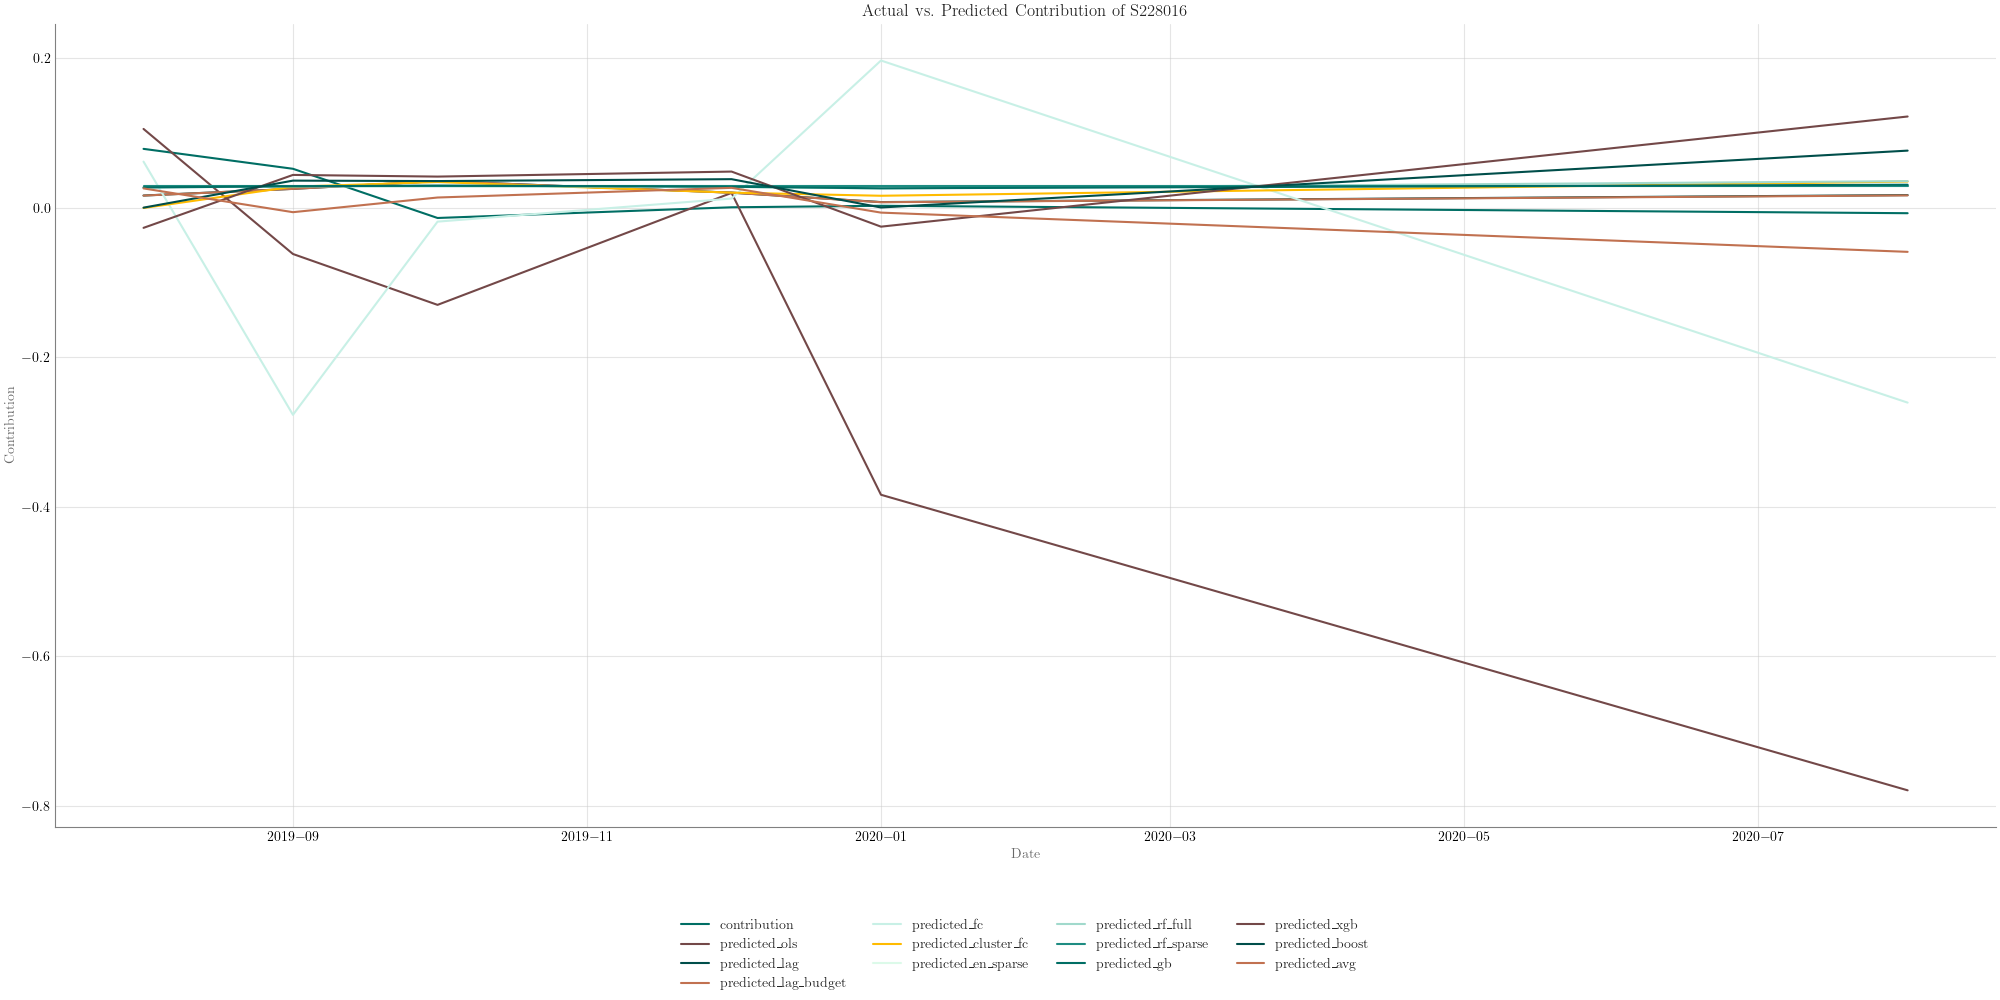 Actual vs. Predicted Contribution of S228016
0.2
0.0
−0.2
−0.4
−0.6
−0.8
Contribution
2019−09
2019−11
2020−01
2020−03
2020−05
2020−07
Date
contribution
predicted_ols
predicted_lag
predicted_lag_budget
predicted_fc
predicted_cluster_fc
predicted_en_sparse
predicted_rf_full
predicted_rf_sparse
predicted_gb
predicted_xgb
predicted_boost
predicted_avg